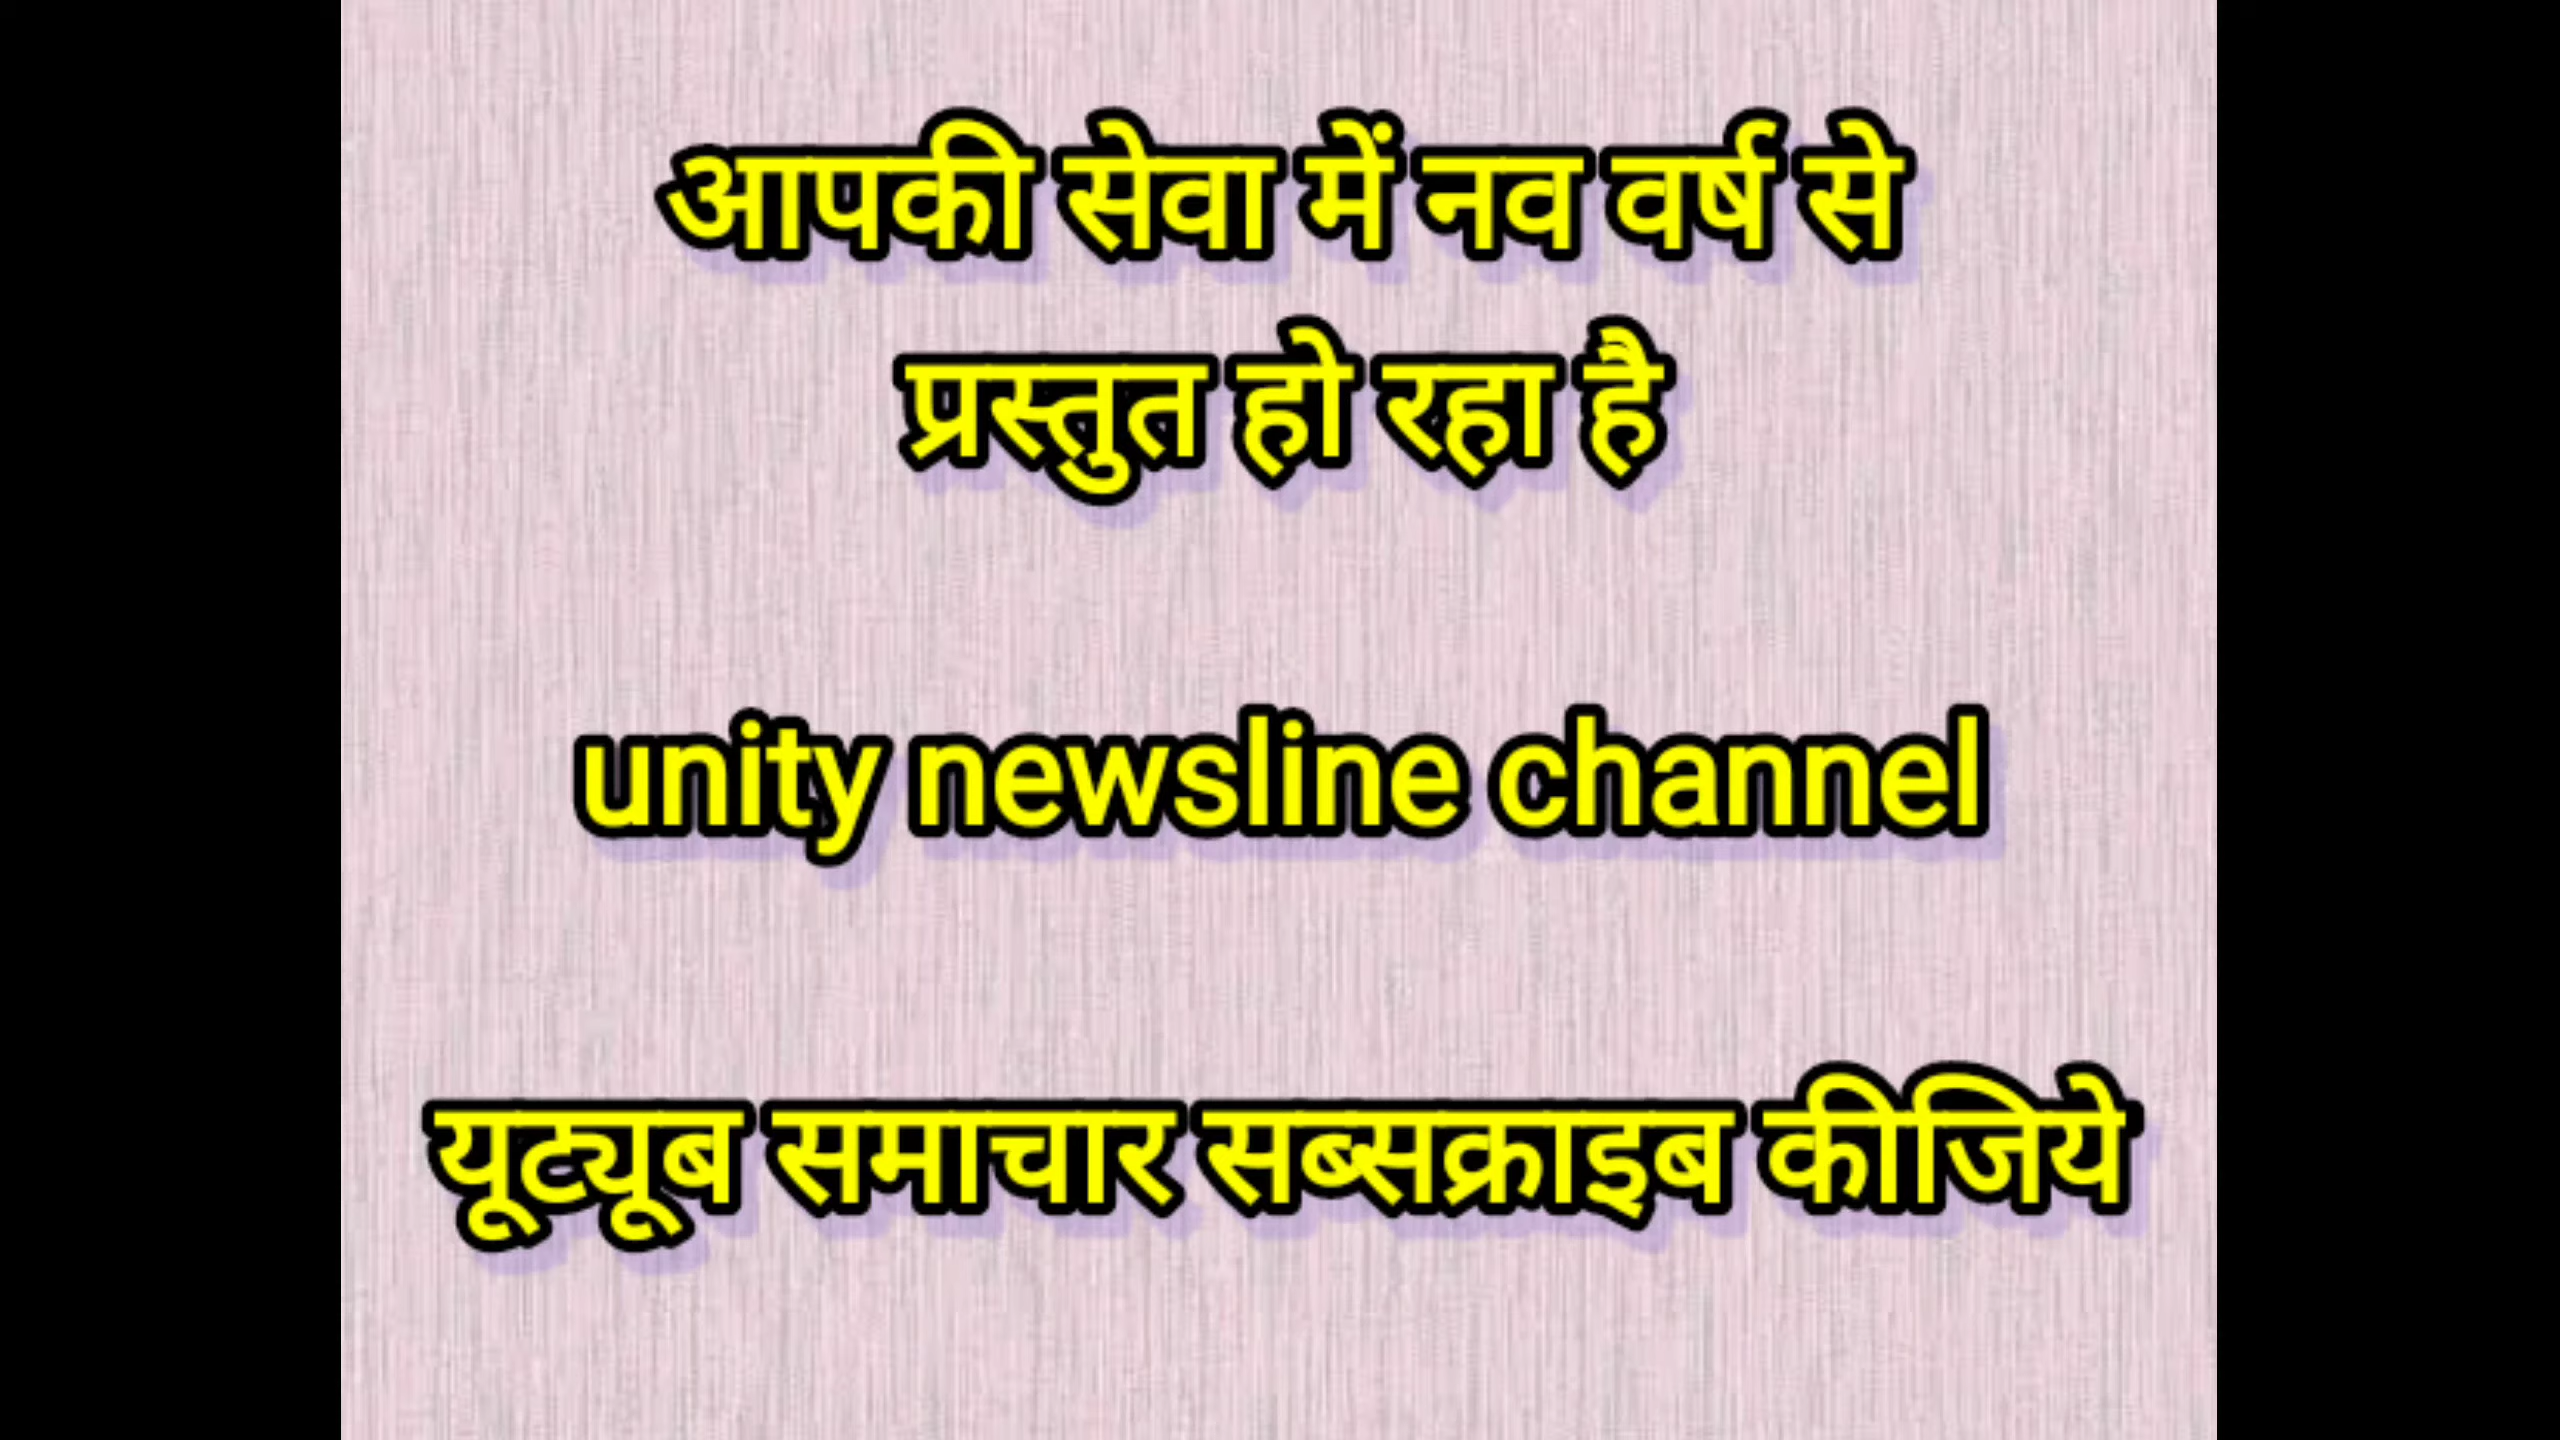 आपकी सेवा में नव वर्ष से
प्रस्तुत हो रहा है
unity newsline channel
यूट्यूब समाचार सब्सक्राइब कीजिये